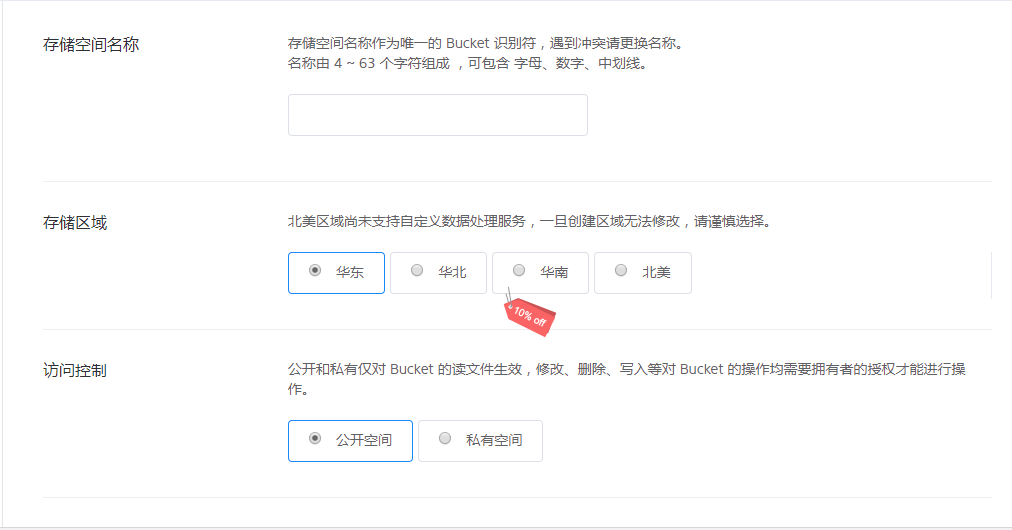 存储空间名称
存储空间名称作为唯一的 Bucket 识别符，遇到冲突请更换名称。
名称由 4 ~ 63 个字符组成 ，可包含 字母、数字、中划线。
存储区域
北美区域尚未支持自定义数据处理服务，一旦创建区域无法修改，请谨慎选择。
华东 华北 华南 北美
10% off
访问控制
公开和私有仅对 Bucket 的读文件生效，修改、删除、写入等对 Bucket 的操作均需要拥有者的授权才能进行操
作。
公开空间 私有空间